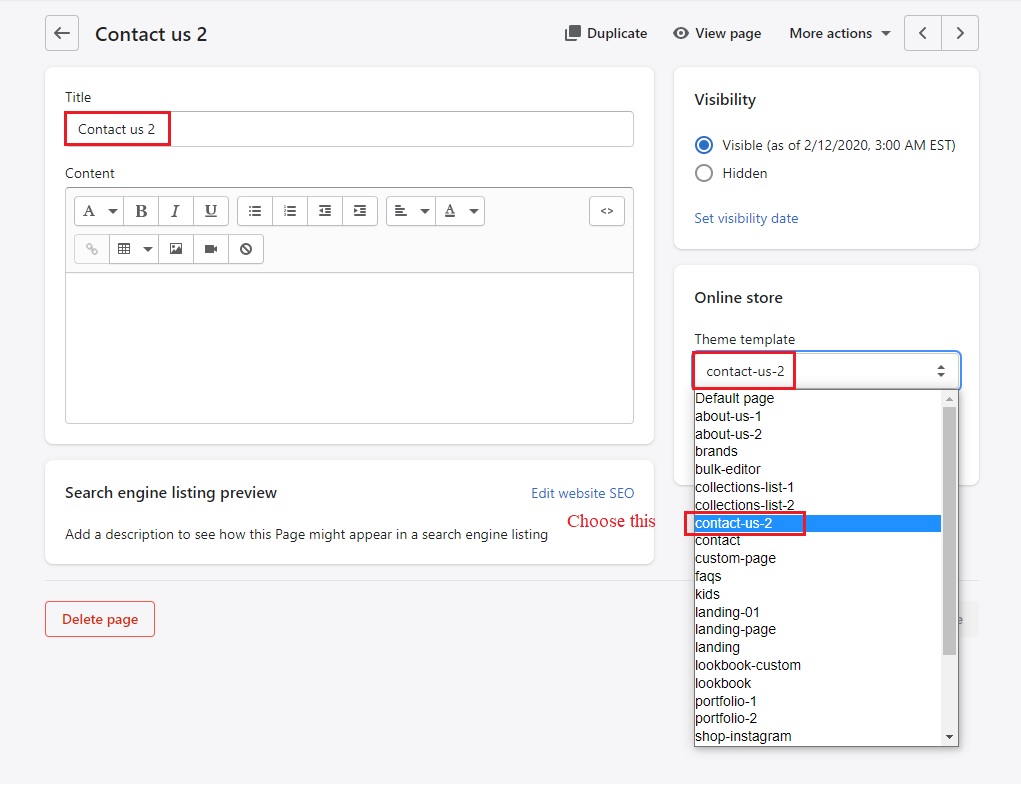 Contact us 2
Duplicate
View page
More actions
Title
Contact us 2
Content
A
B
I
U
A
<>
Search engine listing preview
Edit website SEO
Add a description to see how this Page might appear in a search engine listing
Choose this
Delete page
Visibility
Visible (as of 2/12/2020, 3:00 AM EST)
Hidden
Set visibility date
Online store
Theme template
contact-us-2
Default page
about-us-1
about-us-2
brands
bulk-editor
collections-list-1
collections-list-2
contact-us-2
contact
custom-page
faqs
kids
landing-01
landing-page
landing
lookbook-custom
lookbook
portfolio-1
portfolio-2
shop-instagram